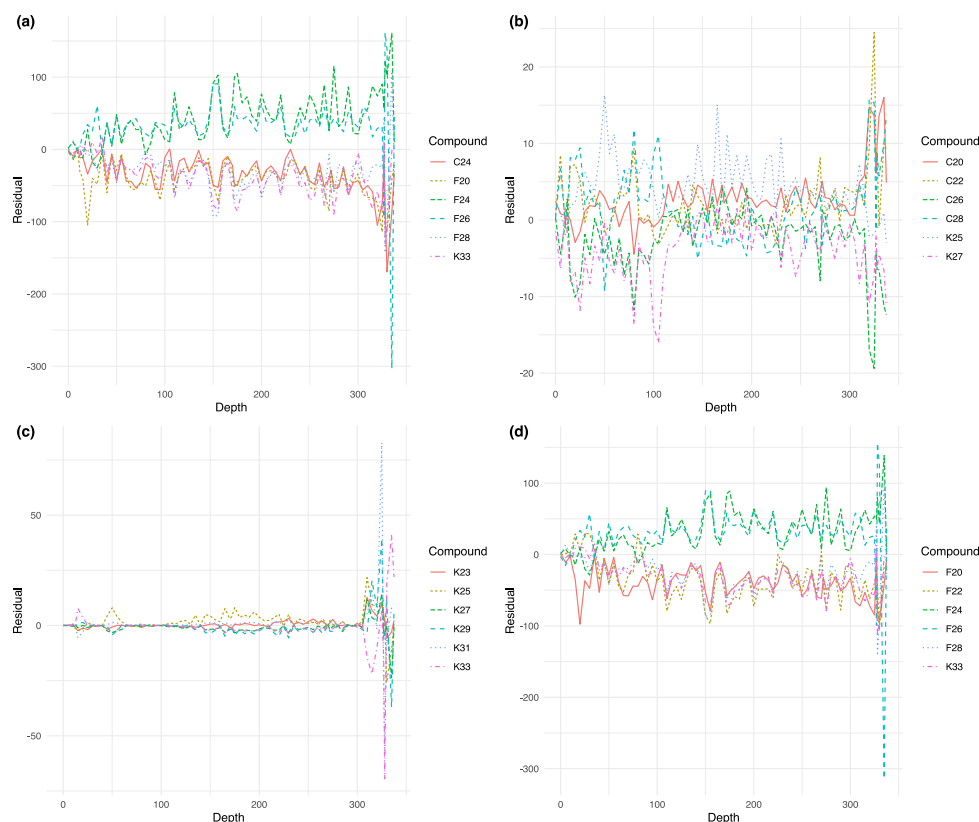 (a)
100
0
-100
-200
-300
Residual
0
100
200
300
Depth
Compound
C24
F20
F24
F26
F28
K33
(b)
20
10
0
-10
-20
Residual
0
100
200
300
Depth
Compound
C20
C22
C26
C28
K25
K27
(c)
50
0
-50
Residual
0
100
200
300
Depth
Compound
K23
K25
K27
K29
K31
K33
(d)
100
0
-100
-200
-300
Residual
0
100
200
300
Depth
Compound
F20
F22
F24
F26
F28
K33